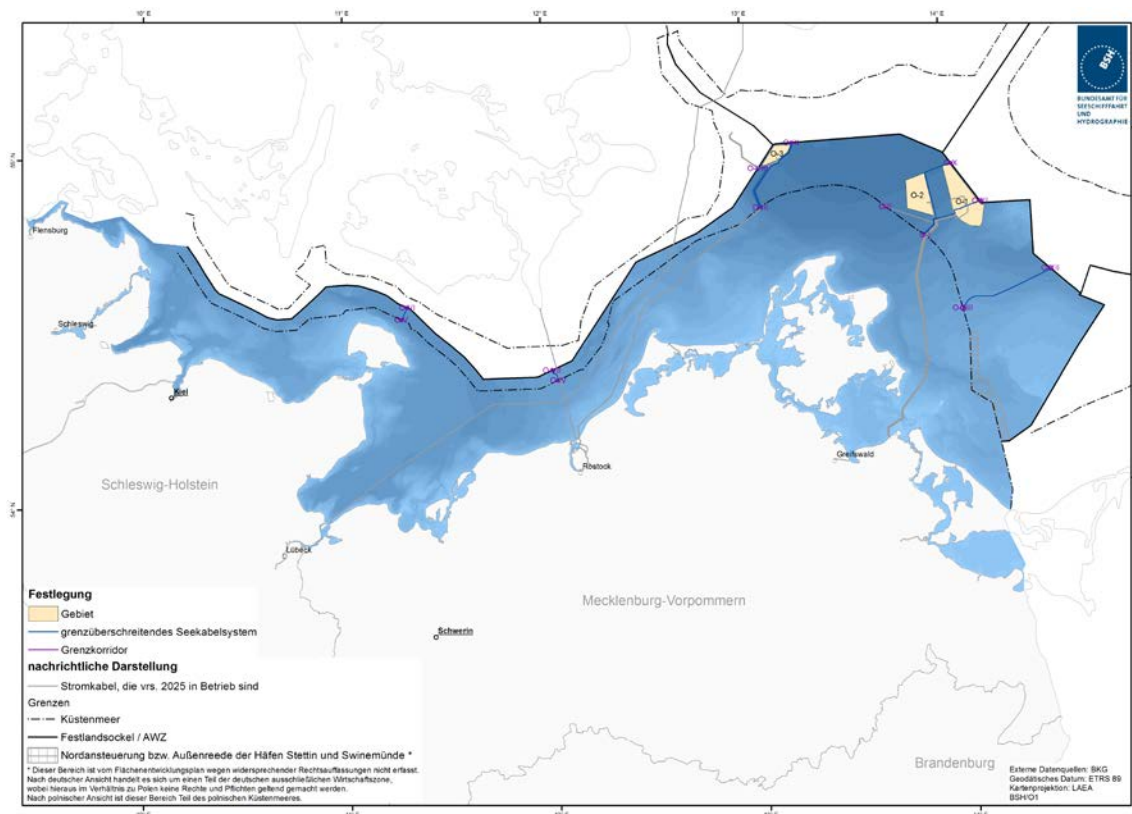 10° E
11° E
12° E
13° E
14° E
BSH
BUNDESAMT FÜR
SEESCHIFFFAHRT
UND
HYDROGRAPHIE
O-3
O-2
O-1
Flensburg
Schleswig
Kiel
Rostock
Greifswald
Schleswig-Holstein
54° N
Lübeck
Mecklenburg-Vorpommern
Schwerin
Brandenburg
Festlegung
Gebiet
grenzüberschreitendes Seekabelsystem
Grenzkorridor
nachrichtliche Darstellung
Stromkabel, die vrs. 2025 in Betrieb sind
Grenzen
Küstenmeer
Festlandsockel / AWZ
Nordansteuerung bzw. Außenreede der Häfen Stettin und Swinemünde *
* Dieser Bereich ist vom Flächenentwicklungsplan wegen widersprechender Rechtsauffassungen nicht erfasst.
Nach deutscher Ansicht handelt es sich um einen Teil der deutschen ausschließlichen Wirtschaftszone,
wobei hieraus im Verhältnis zu Polen keine Rechte und Pflichten geltend gemacht werden.
Nach polnischer Ansicht ist dieser Bereich Teil des polnischen Küstenmeeres.
Externe Datenquellen: BKG
Geodätisches Datum: ETRS 89
Kartenprojektion: LAEA
BSH/O1